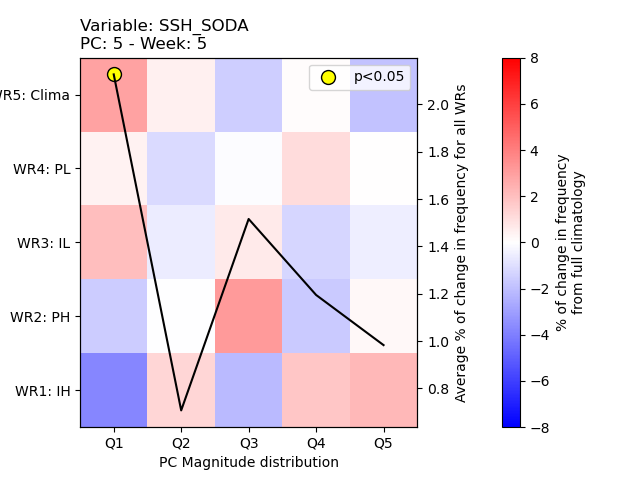 Variable: SSH_SODA
PC: 5 - Week: 5
p<0.05
WR5: Clima
WR4: PL
WR3: IL
WR2: PH
WR1: IH
Q1 Q2 Q3 Q4 Q5
PC Magnitude distribution
2.0
1.8
1.6
1.4
1.2
1.0
0.8
Average % of change in frequency for all WRs
8
6
4
2
0
−2
−4
−6
−8
% of change in frequency
from full climatology